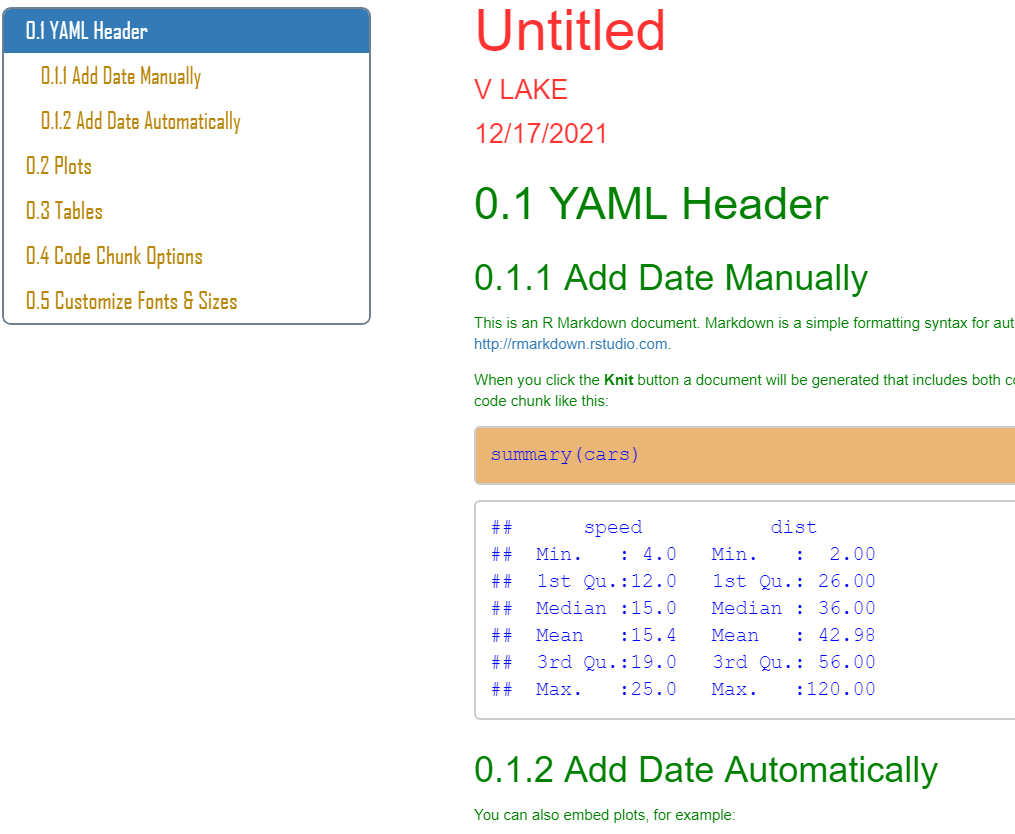 0.1 YAML Header
0.1.1 Add Date Manually
0.1.2 Add Date Automatically
0.2 Plots
0.3 Tables
0.4 Code Chunk Options
0.5 Customize Fonts & Sizes
Untitled
V LAKE
12/17/2021
0.1 YAML Header
0.1.1 Add Date Manually
This is an R Markdown document. Markdown is a simple formatting syntax for aut
http://rmarkdown.rstudio.com.
When you click the Knit button a document will be generated that includes both co
code chunk like this:
summary(cars)
##      speed           dist
##  Min.   : 4.0   Min.   :  2.00
##  1st Qu.:12.0   1st Qu.: 26.00
##  Median :15.0   Median : 36.00
##  Mean   :15.4   Mean   : 42.98
##  3rd Qu.:19.0   3rd Qu.: 56.00
##  Max.   :25.0   Max.   :120.00
0.1.2 Add Date Automatically
You can also embed plots, for example: